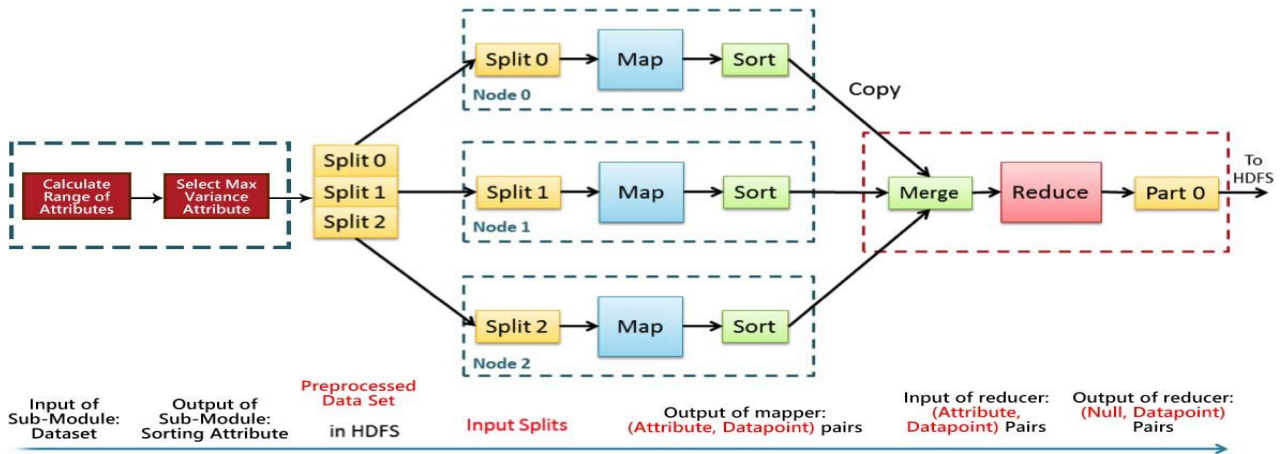 Split 0
Map
Sort
Node 0
Copy
Calculate
Range of
Attributes
Select Max
Variance
Attribute
Split 0
Split 1
Split 2
Split 1
Map
Sort
Node 1
Merge
Reduce
Part 0
To
HDFS
Split 2
Map
Sort
Node 2
Input of
Sub-Module:
Dataset
Output of
Sub-Module:
Sorting Attribute
Preprocessed
Data Set
in HDFS
Input Splits
Output of mapper:
(Attribute, Datapoint) pairs
Input of reducer:
(Attribute,
Datapoint) Pairs
Output of reducer:
(Null, Datapoint)
Pairs